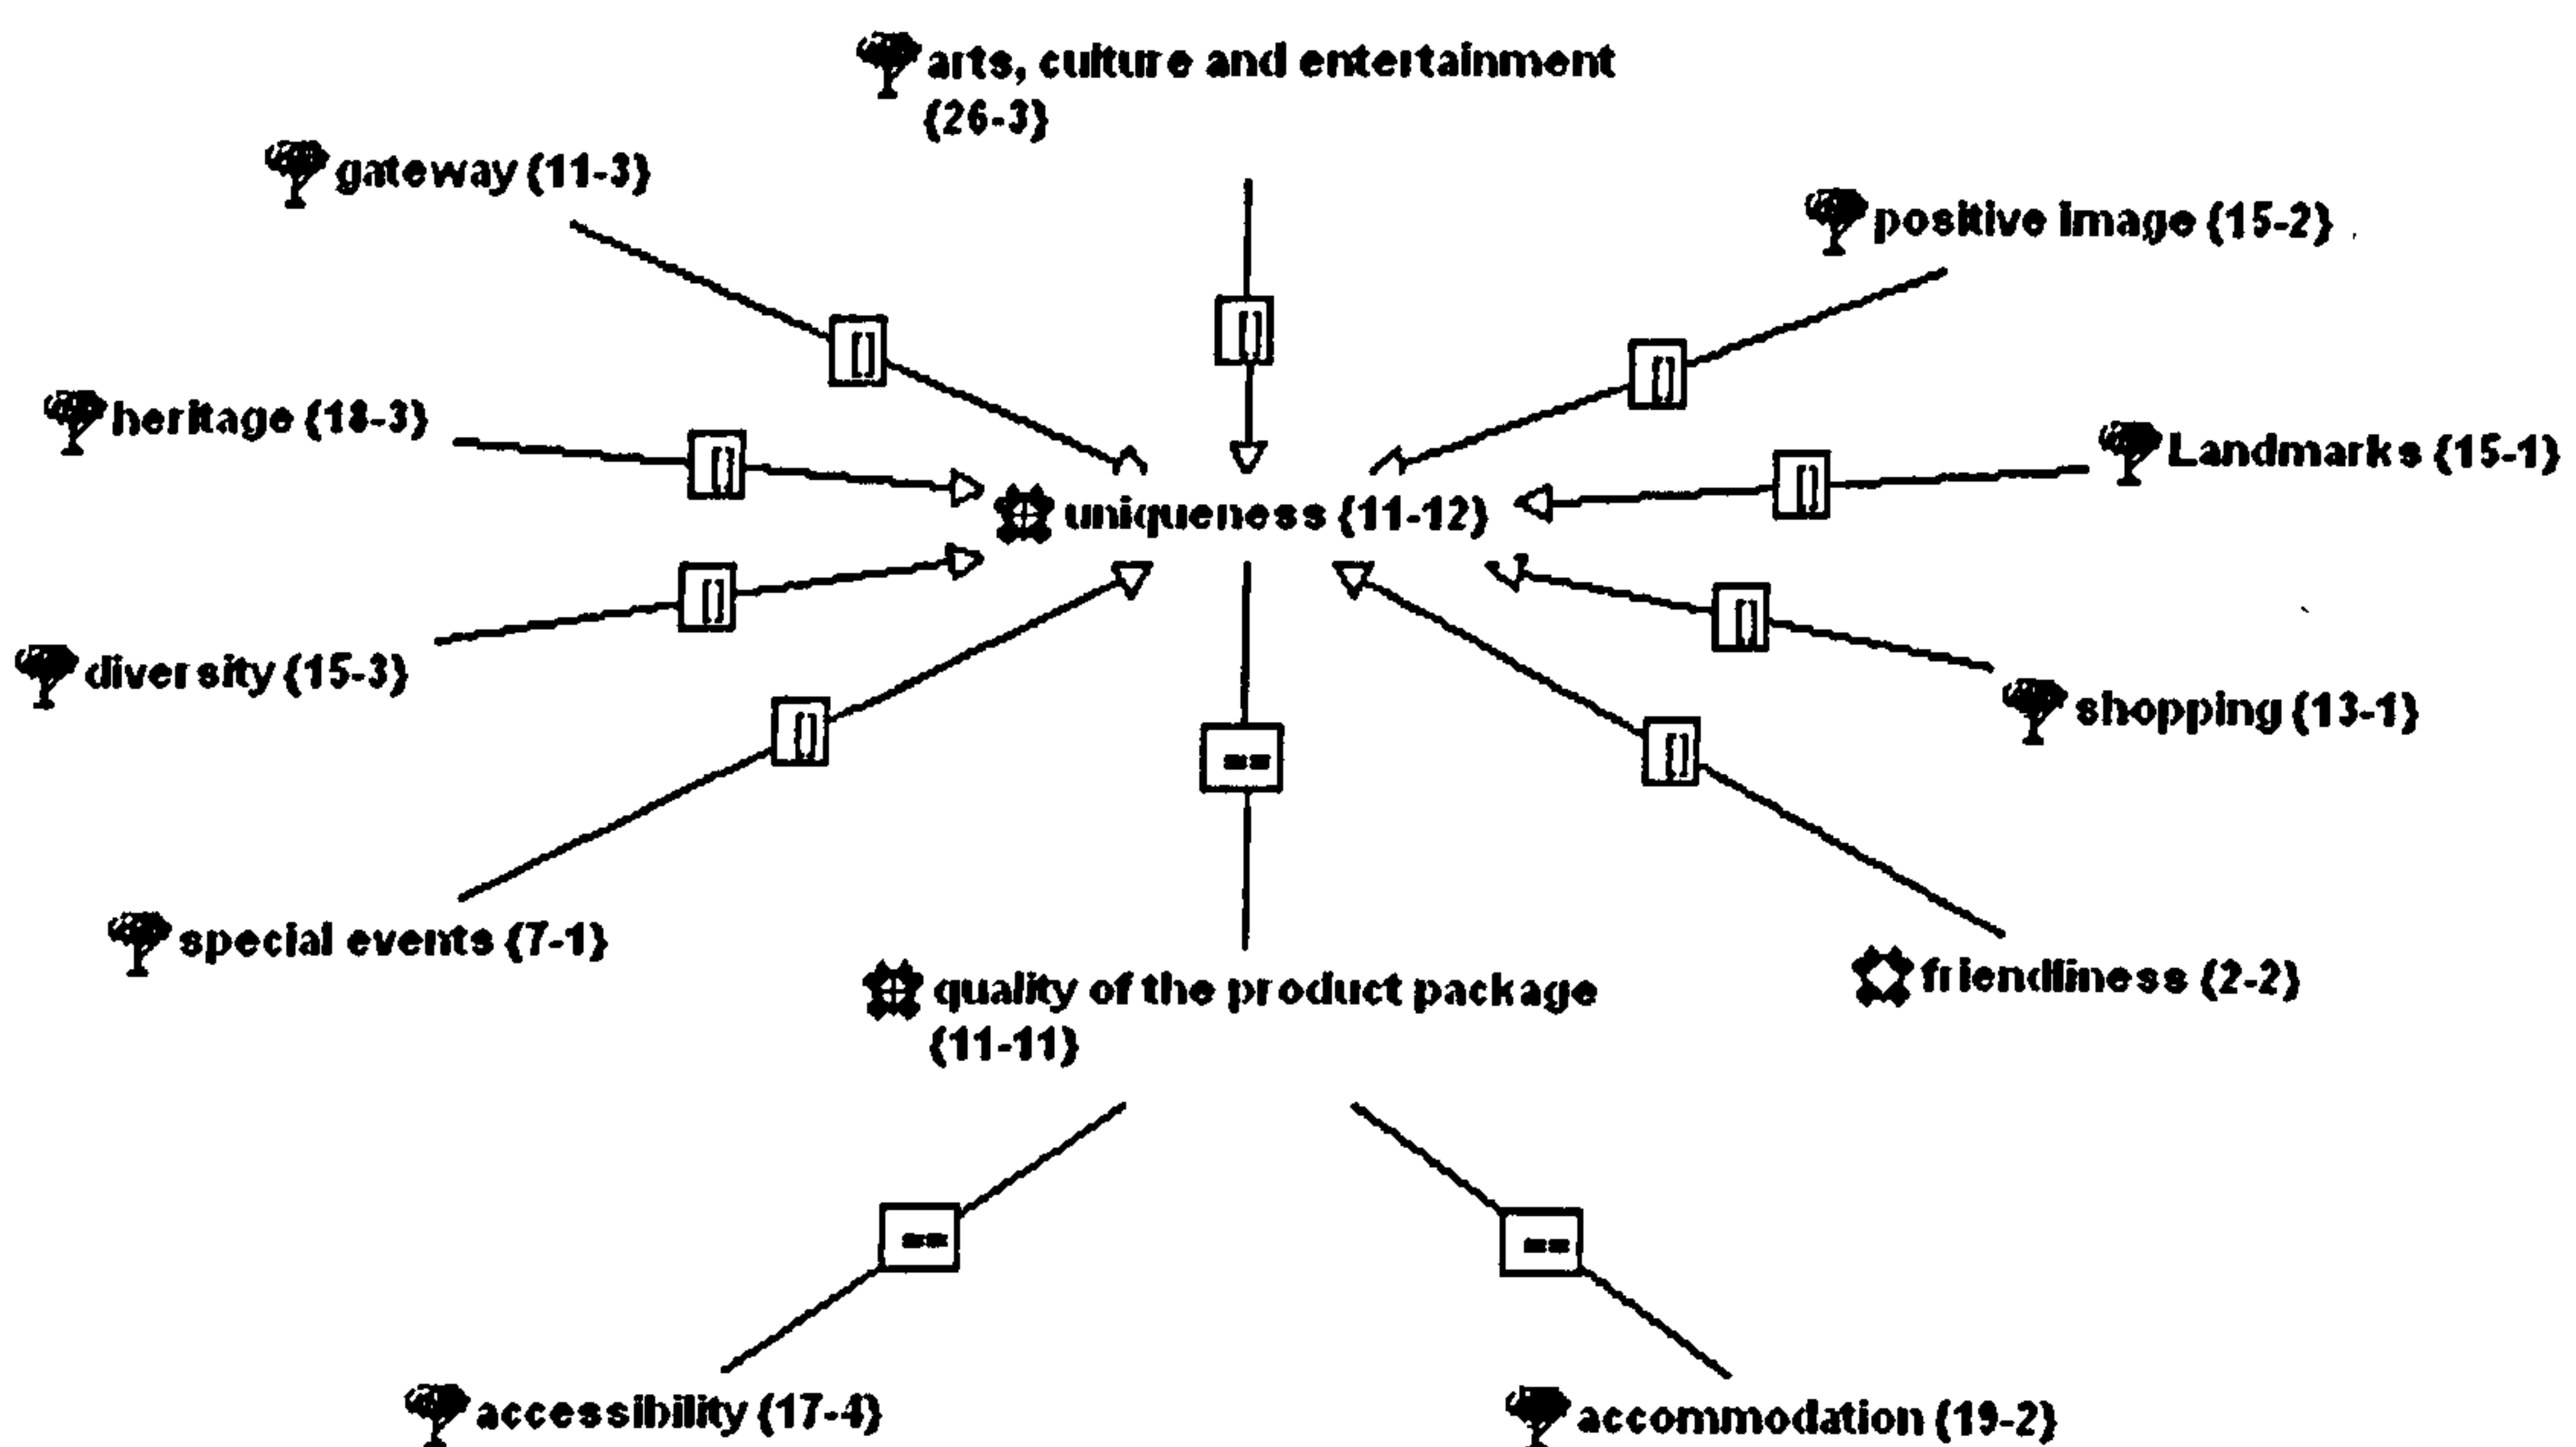 arts, culture and entertainment
{26-3}
gateway {11-3}
positive image {15-2}
[]
[]
[]
heritage {18-3}
[]
Landmarks {15-1}
[]
uniqueness {11-12}
diversity {15-3}
[]
[]
shopping {13-1}
[]
==
[]
special events {7-1}
friendliness {2-2}
quality of the product package
{11-11}
==
==
accessibility {17-4}
accommodation {19-2}